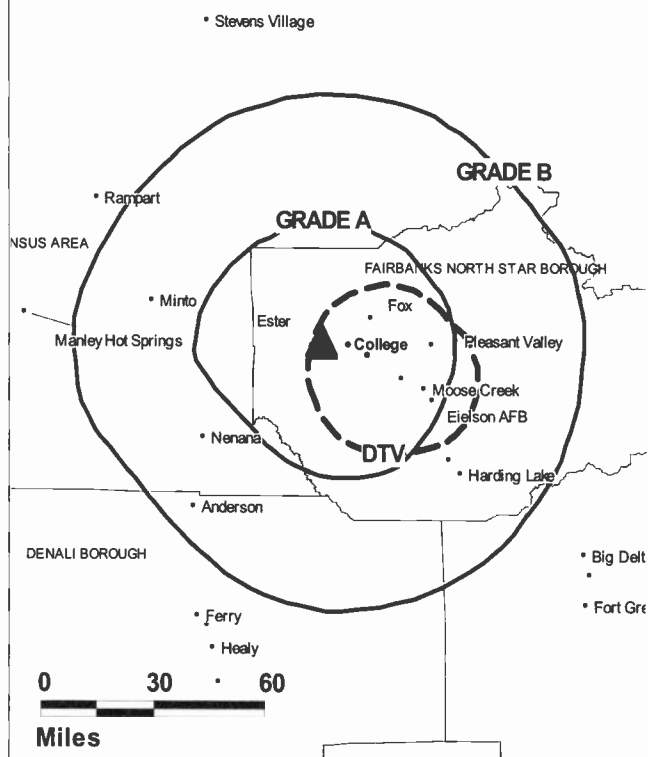 Stevens Village
GRADE B
Rampart
GRADE A
NSUS AREA
FAIRBANKS NORTH STAR BOROUGH
Minto
Fox
Ester
Manley Hot Springs
College
Pleasant Valley
Moose Creek
Eielson AFB
Nenana
DTV
Harding Lake
Anderson
DENALI BOROUGH
Big Delt
Fort Gre
Ferry
Healy
0 30 60
Miles